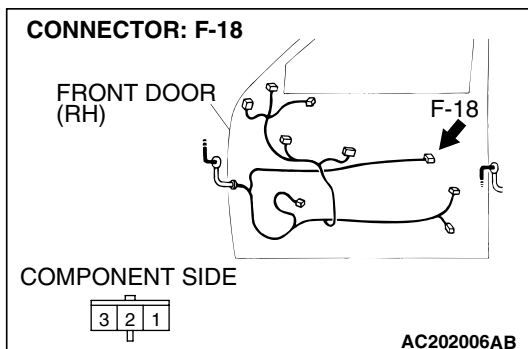 CONNECTOR: F-18
FRONT DOOR
(RH)
F-18
COMPONENT SIDE
3 2 1
AC202006AB